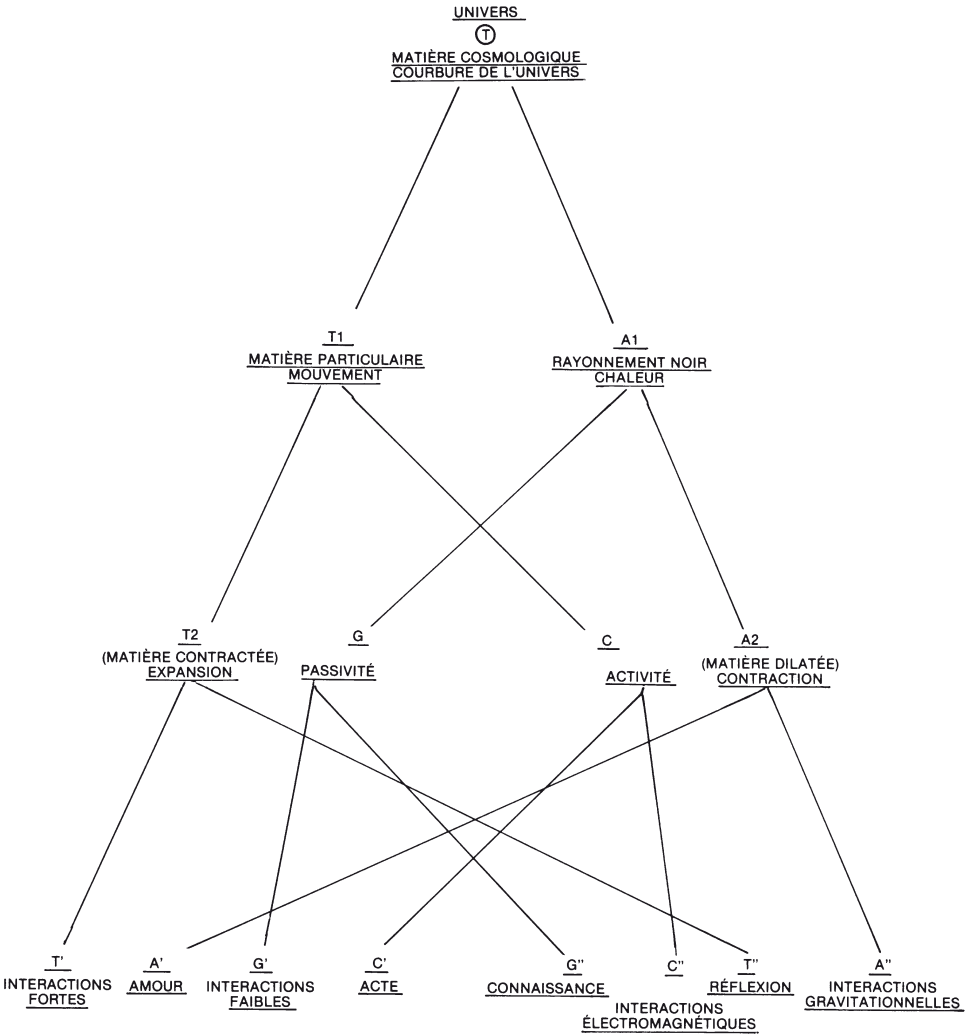 UNIVERS
T
MATIÈRE COSMOLOGIQUE
COURBURE DE L'UNIVERS
T1
MATIÈRE PARTICULAIRE
MOUVEMENT
A1
RAYONNEMENT NOIR
CHALEUR
T2
(MATIÈRE CONTRACTÉE)
EXPANSION
G
PASSIVITÉ
C
ACTIVITÉ
A2
(MATIÈRE DILATÉE)
CONTRACTION
T'
INTERACTIONS
FORTES
A'
AMOUR
G'
INTERACTIONS
FAIBLES
C'
ACTE
G"
CONNAISSANCE
C"
INTERACTIONS
ÉLECTROMAGNÉTIQUES
T"
RÉFLEXION
A"
INTERACTIONS
GRAVITATIONNELLES